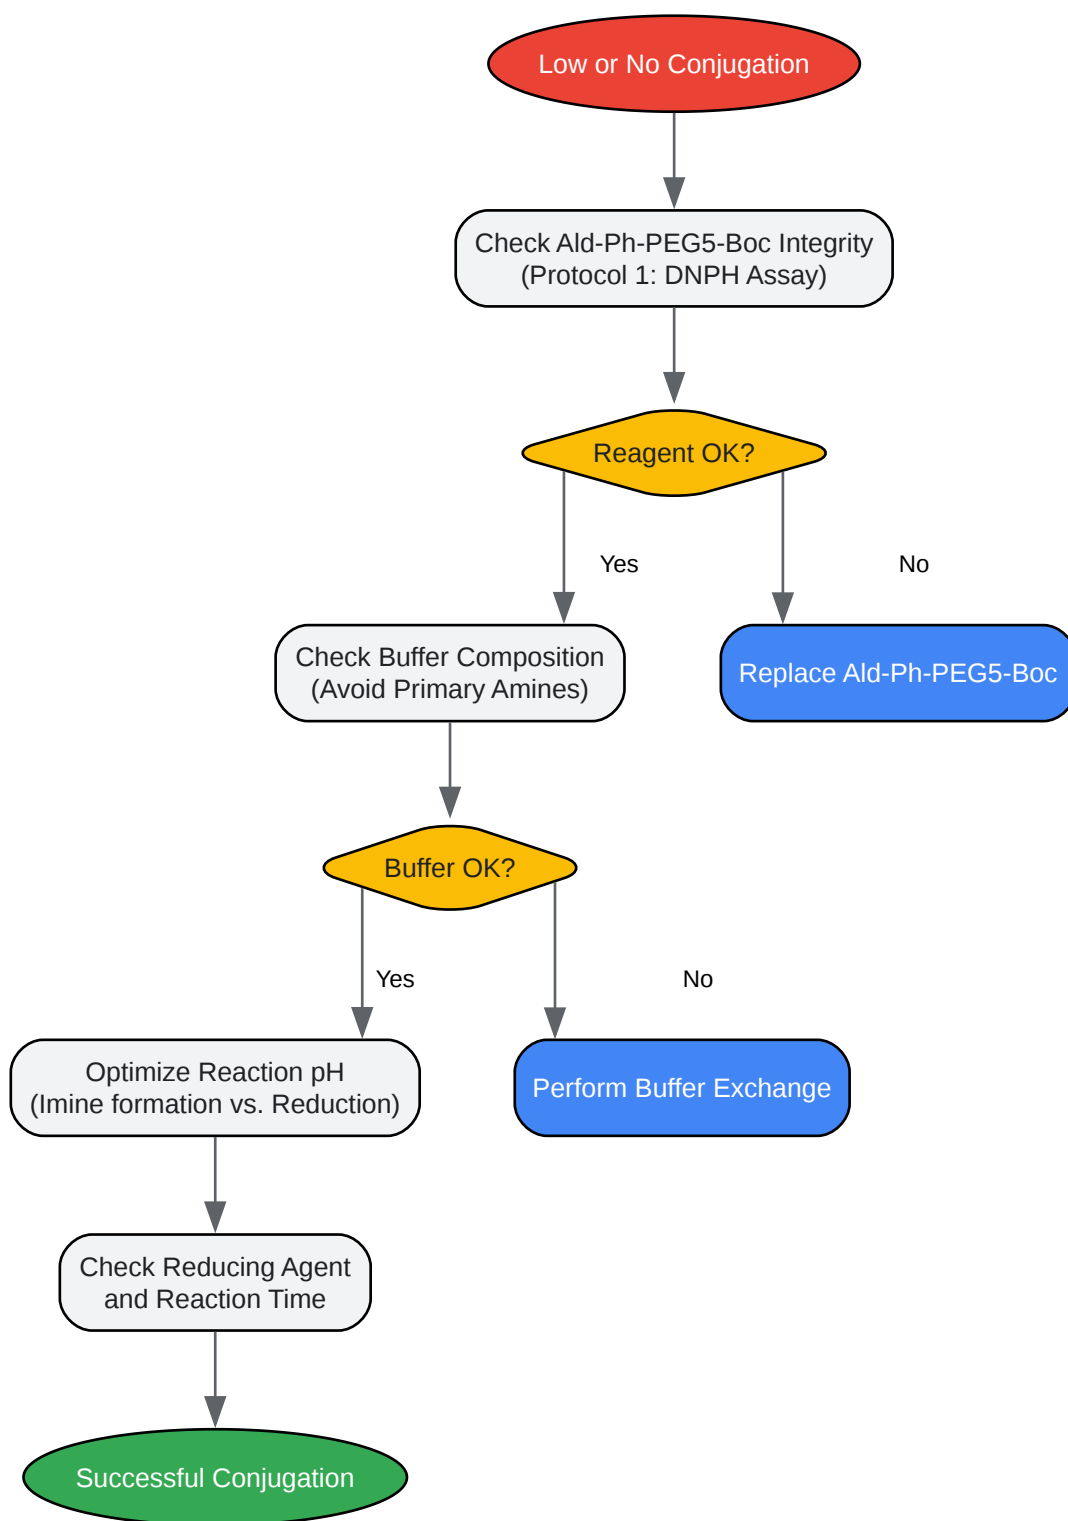 Low or No Conjugation
Check Ald-Ph-PEG5-Boc Integrity
(Protocol 1: DNPH Assay)
Reagent OK?
Yes
No
Check Buffer Composition
(Avoid Primary Amines)
Replace Ald-Ph-PEG5-Boc
Buffer OK?
Yes
No
Optimize Reaction pH
(Imine formation vs. Reduction)
Perform Buffer Exchange
Check Reducing Agent
and Reaction Time
Successful Conjugation